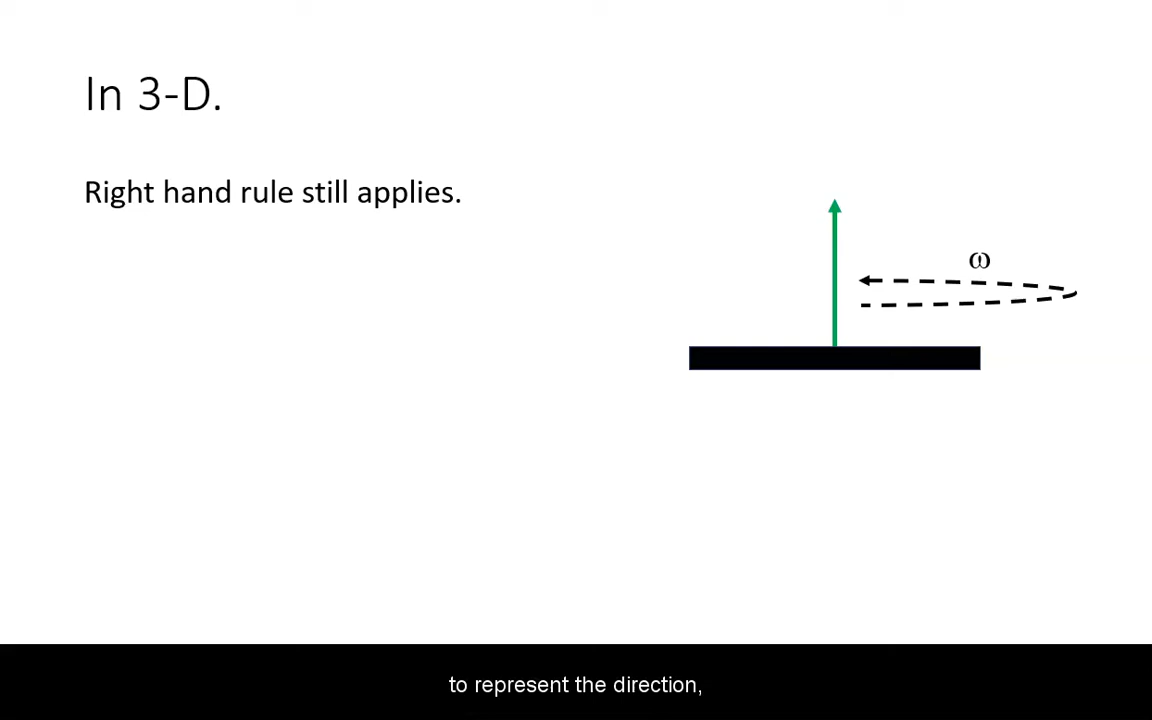 In 3-D.
Right hand rule still applies.
ω
to represent the direction,